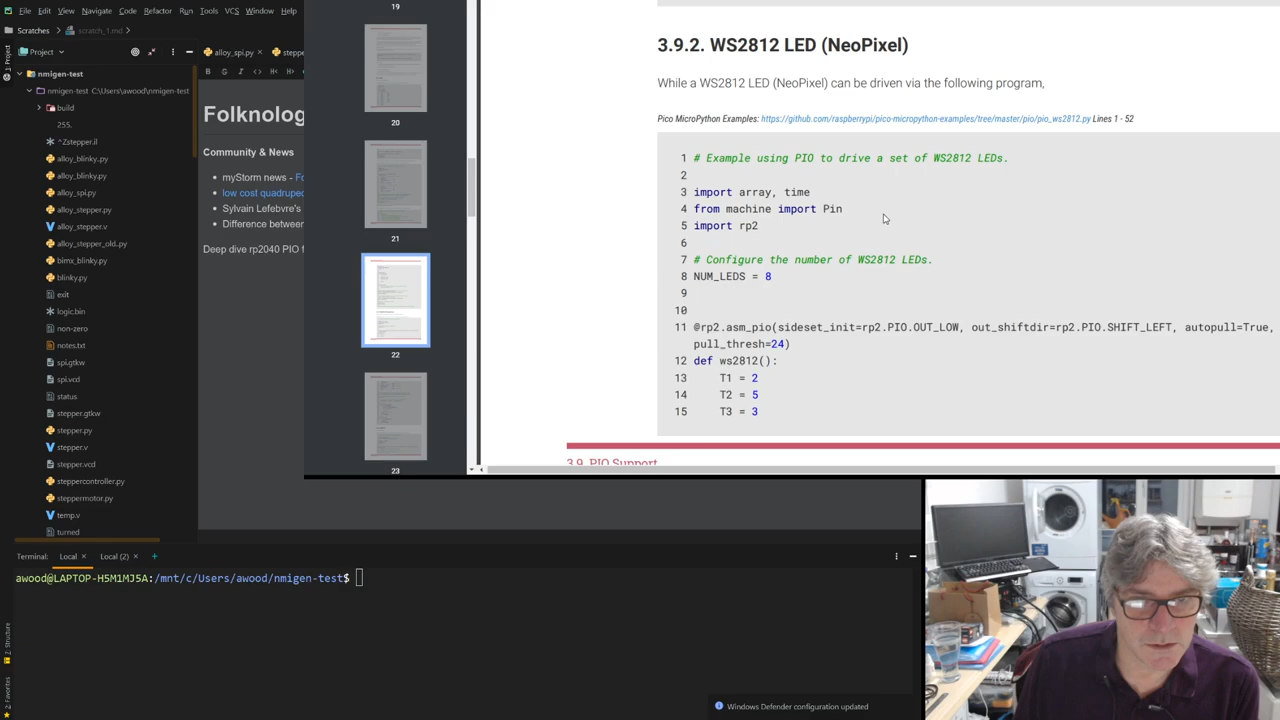 File Edit View Navigate Code Refactor Run Tools VCS Window
Scratches scratch_1.md
Project
alloy_spi.py
nmigen-test
nmigen-test C:\Users\awood\nmigen-test
build
255.
^Zstepper.il
alloy_blinky.py
alloy_blinky.py
alloy_spi.py
alloy_stepper.py
alloy_stepper.v
alloy_stepper_old.py
bimx_blinky.py
blinky.py
exit
logic.bin
non-zero
notes.txt
spi.gtkw
spi.vcd
status
stepper.gtkw
stepper.py
stepper.v
stepper.vcd
steppercontroller.py
steppermotor.py
temp.v
turned
1: Project
Folknolog
Community & News
myStorm news - Fo
low cost quadruped
Sylvain Lefebvre's
Difference between
Deep dive rp2040 PIO f
19
20
21
22
23
3.9.2. WS2812 LED (NeoPixel)
While a WS2812 LED (NeoPixel) can be driven via the following program,
Pico MicroPython Examples: https://github.com/raspberrypi/pico-micropython-examples/tree/master/pio/pio_ws2812.py Lines 1 - 52
1 # Example using PIO to drive a set of WS2812 LEDs.
2
3 import array, time
4 from machine import Pin
5 import rp2
6
7 # Configure the number of WS2812 LEDs.
8 NUM_LEDS = 8
9
10
11 @rp2.asm_pio(sideset_init=rp2.PIO.OUT_LOW, out_shiftdir=rp2.PIO.SHIFT_LEFT, autopull=True,
pull_thresh=24)
12 def ws2812():
13 T1 = 2
14 T2 = 5
15 T3 = 3
3.9. PIO Support
Terminal: Local Local (2)
awood@LAPTOP-H5M1MJ5A:/mnt/c/Users/awood/nmigen-test$
Z: Structure
2: Favorites
Windows Defender configuration updated